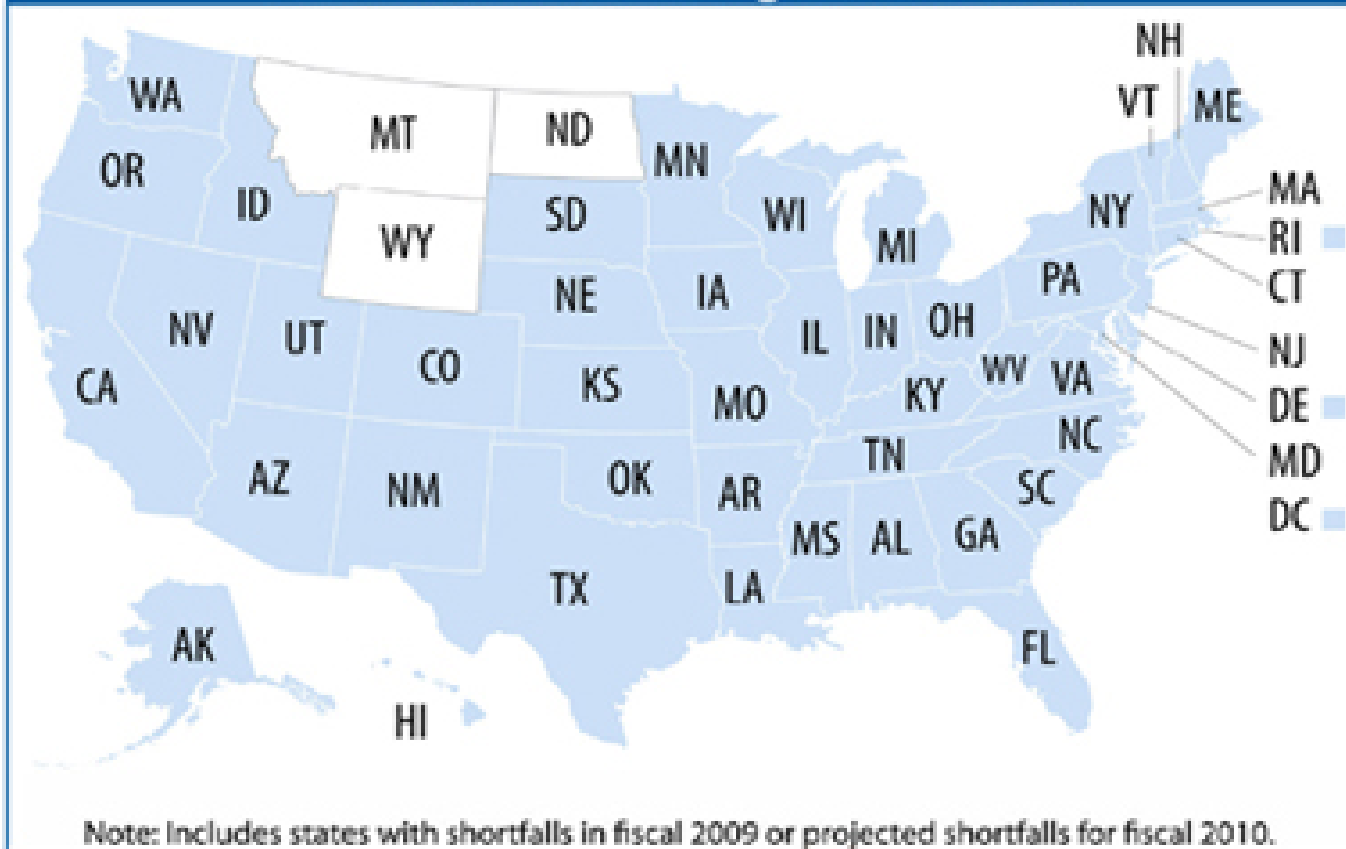 NH
VT
ME
WA
MT
ND
MN
OR
ID
SD
WI
MI
NY
MA
RI
WY
CT
PA
NE
IA
NV
UT
IL
IN
OH
NJ
CO
WV
VA
CA
KS
MO
KY
DE
NC
TN
MD
AZ
NM
OK
AR
SC
DC
MS
AL
GA
TX
LA
AK
FL
HI
Note: Includes states with shortfalls in fiscal 2009 or projected shortfalls for fiscal 2010.